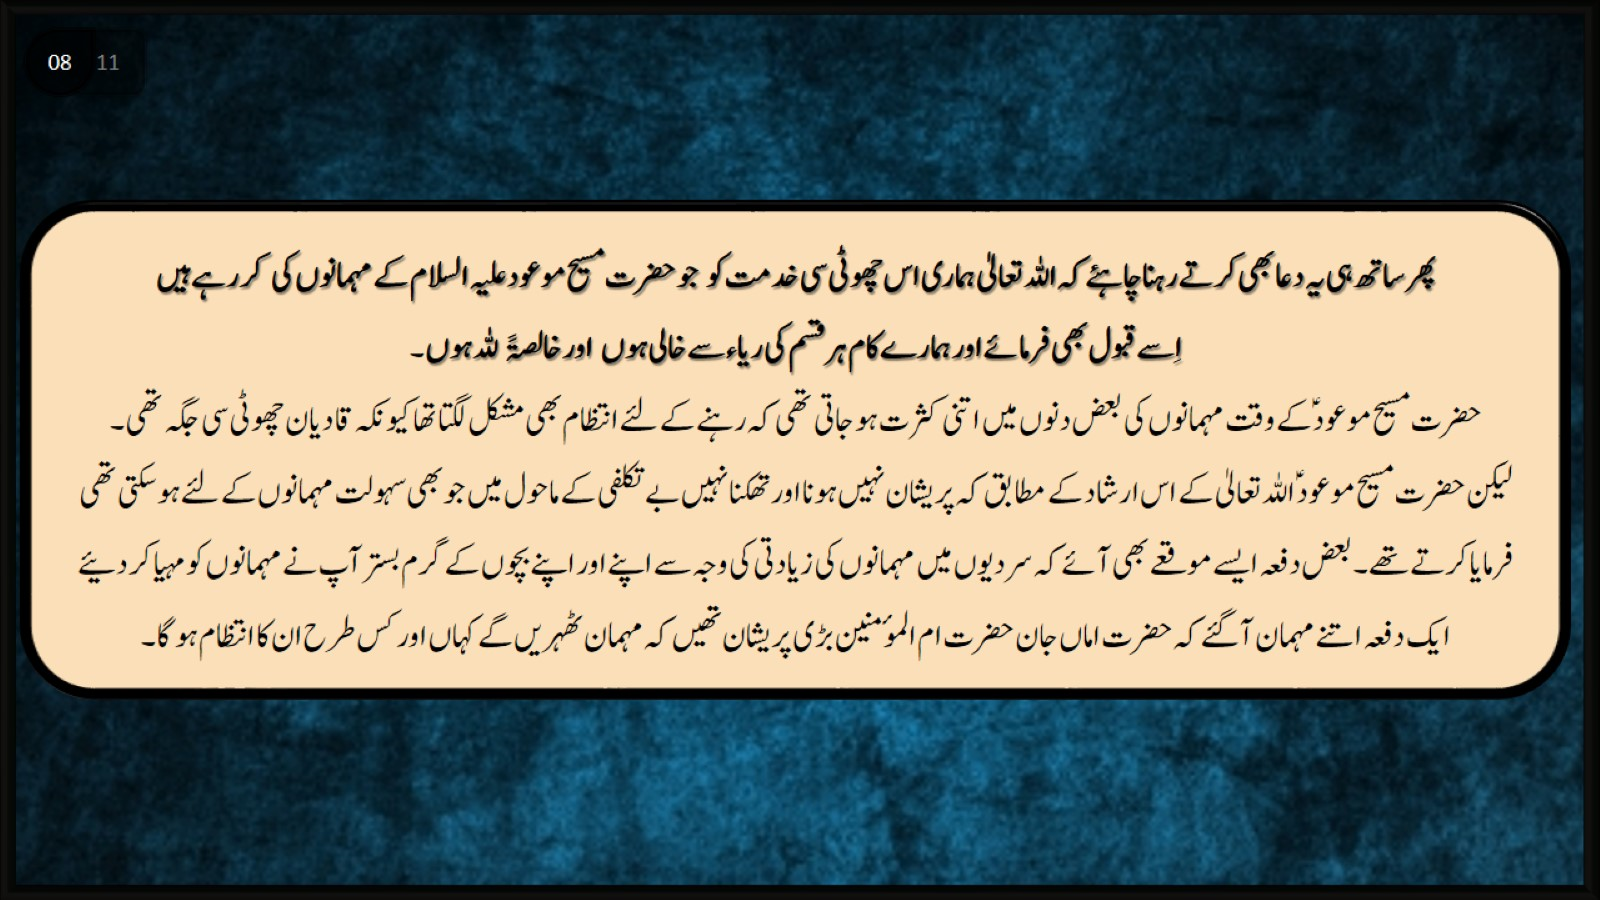 08 11
پھر ساتھ ہی یہ دعا بھی کرتے رہنا چاہئے کہ اللہ تعالیٰ ہماری اس چھوٹی سی خدمت کو جو حضرت مسیح موعود علیہ السلام کے مہمانوں کی کر رہے ہیں
اِسے قبول بھی فرمائے اور ہمارے کام ہر قسم کی ریاء سے خالی ہوں اور خالصۃً للہ ہوں۔
حضرت مسیح موعودؑ کے وقت مہمانوں کی بعض دنوں میں اتنی کثرت ہو جاتی تھی کہ رہنے کے لئے انتظام بھی مشکل لگتا تھا کیونکہ قادیان چھوٹی سی جگہ تھی۔
لیکن حضرت مسیح موعودؑ اللہ تعالیٰ کے اس ارشاد کے مطابق کہ پریشان نہیں ہونا اور تھکنا نہیں بے تکلفی کے ماحول میں جو بھی سہولت مہمانوں کے لئے ہو سکتی تھی
فرمایا کرتے تھے۔ بعض دفعہ ایسے موقعے بھی آئے کہ سردیوں میں مہمانوں کی زیادتی کی وجہ سے اپنے اور اپنے بچوں کے گرم بستر آپ نے مہمانوں کو مہیا کر دیئے
ایک دفعہ اتنے مہمان آ گئے کہ حضرت اماں جان حضرت ام الموٴمنین بڑی پریشان تھیں کہ مہمان ٹھہریں گے کہاں اور کس طرح ان کا انتظام ہو گا۔